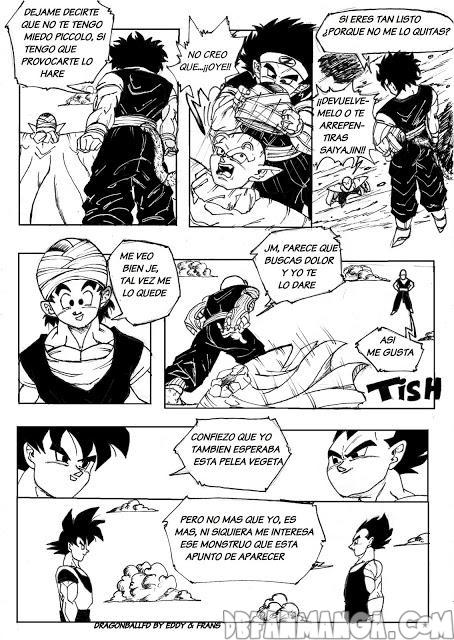 DEJAME DECIRTE
QUE NO TE TENGO
MIEDO PICCOLO, SI
TENGO QUE
PROVOCARTE LO
HARE
NO CREO
QUE...¡¡OYE!!
SI ERES TAN LISTO
¿PORQUE NO ME LO QUITAS?
¡¡DEVUELVE-
MELO O TE
ARREPEN-
TIRAS
SAIYAJIN!!
ME VEO
BIEN JE,
TAL VEZ ME
LO QUEDE
JM, PARECE QUE
BUSCAS DOLOR
Y YO TE
LO DARE
ASI
ME GUSTA
TISH
CONFIEZO QUE YO
TAMBIEN ESPERABA
ESTA PELEA VEGETA
PERO NO MAS QUE YO, ES
MAS, NI SIQUIERA ME INTERESA
ESE MONSTRUO QUE ESTA
APUNTO DE APARECER
DRAGONBALLFD BY EDDY & FRANS
DBFANMANGA.COM